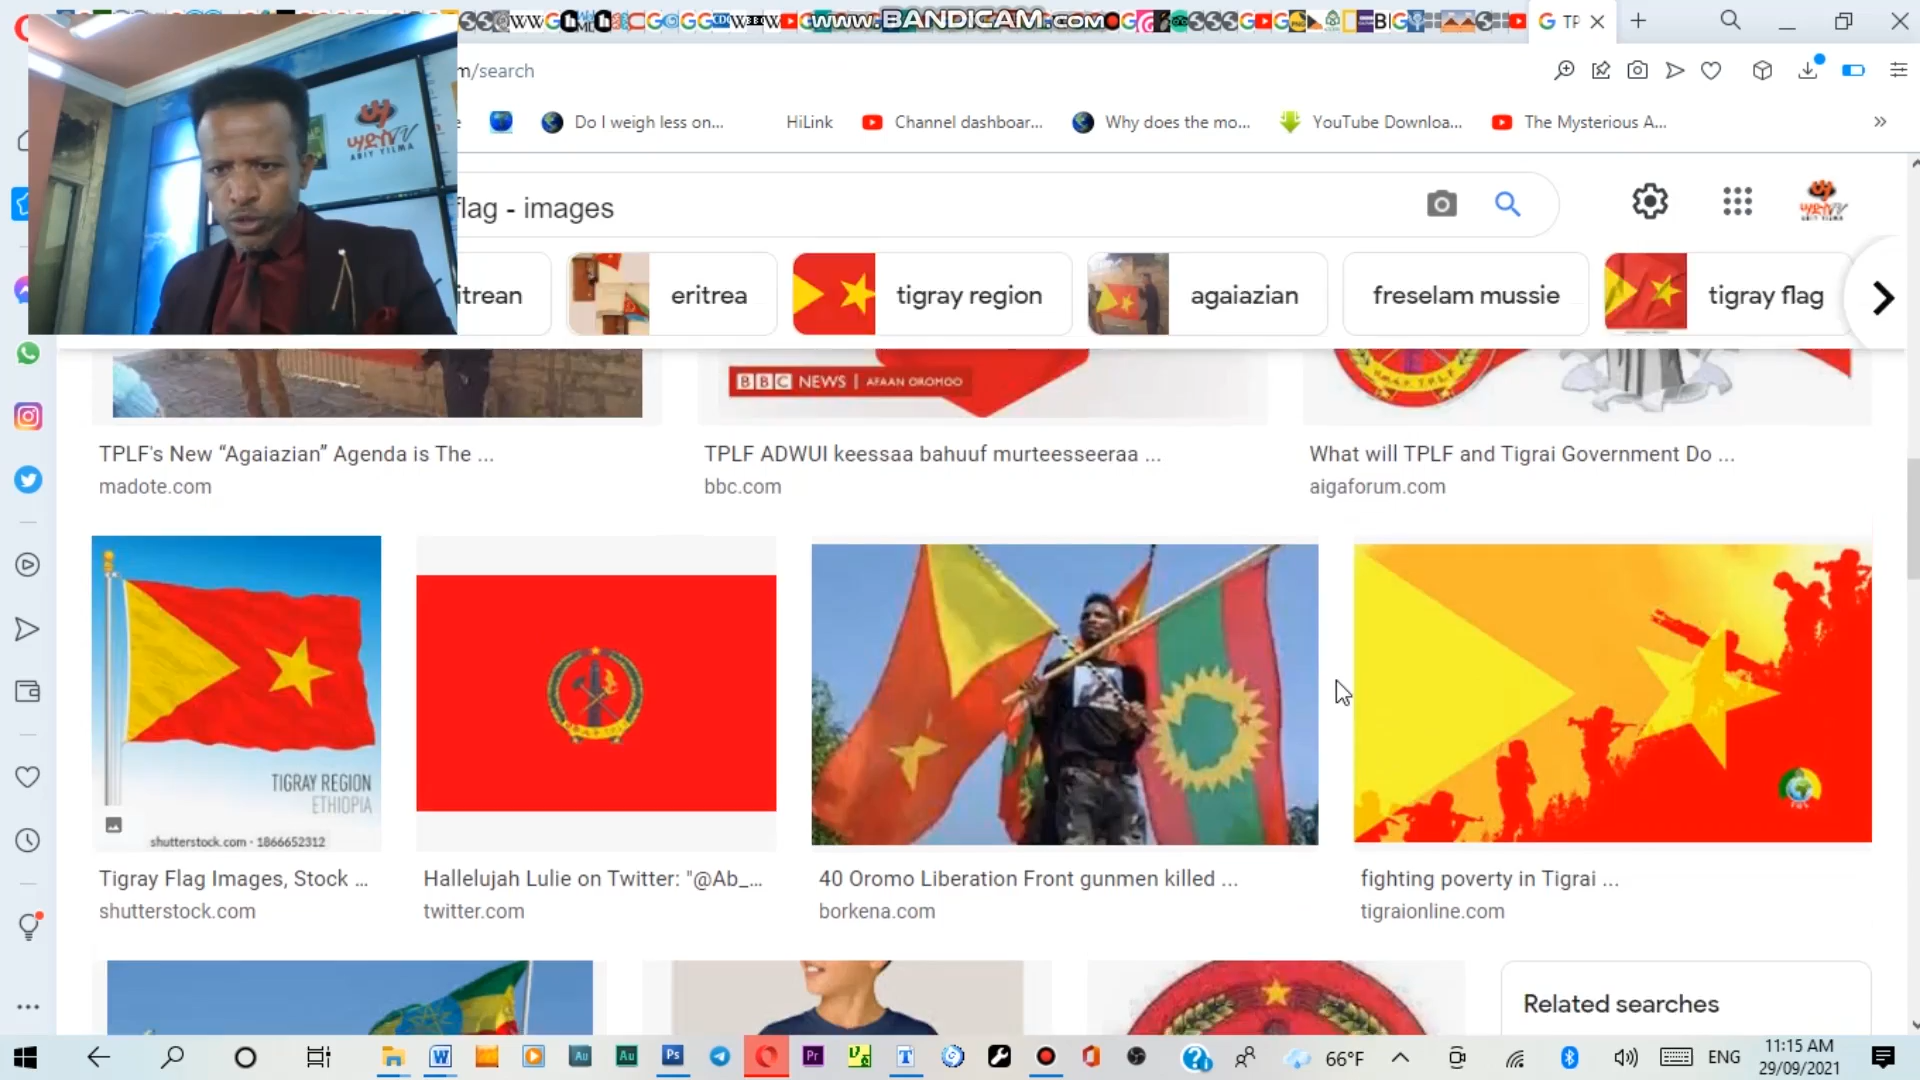 www.BANDICAM.com
TP
m/search
Do I weigh less on...
HiLink
Channel dashboar...
Why does the mo...
YouTube Downloa...
The Mysterious A...
ABIY YILMA
flag - images
itrean
eritrea
tigray region
agaiazian
freselam mussie
tigray flag
BBC NEWS | AFAAN OROMOO
TPLF's New “Agaiazian” Agenda is The ...
madote.com
TPLF ADWUI keessaa bahuuf murteesseeraa ...
bbc.com
What will TPLF and Tigrai Government Do ...
aigaforum.com
TIGRAY REGION
ETHIOPIA
shutterstock.com · 1866652312
Tigray Flag Images, Stock ...
shutterstock.com
Hallelujah Lulie on Twitter: "@Ab_...
twitter.com
40 Oromo Liberation Front gunmen killed ...
borkena.com
fighting poverty in Tigrai ...
tigraionline.com
Related searches
66°F
ENG
11:15 AM
29/09/2021